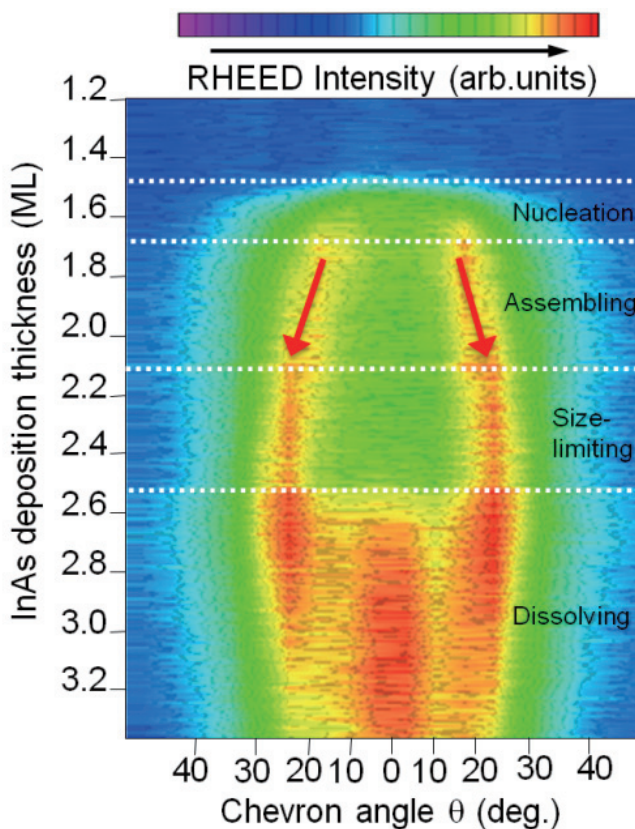 RHEED Intensity (arb.units)
InAs deposition thickness (ML)
1.2
1.4
1.6
1.8
2.0
2.2
2.4
2.6
2.8
3.0
3.2
Nucleation
Assembling
Size-
limiting
Dissolving
40 30 20 10 0 10 20 30 40
Chevron angle θ (deg.)